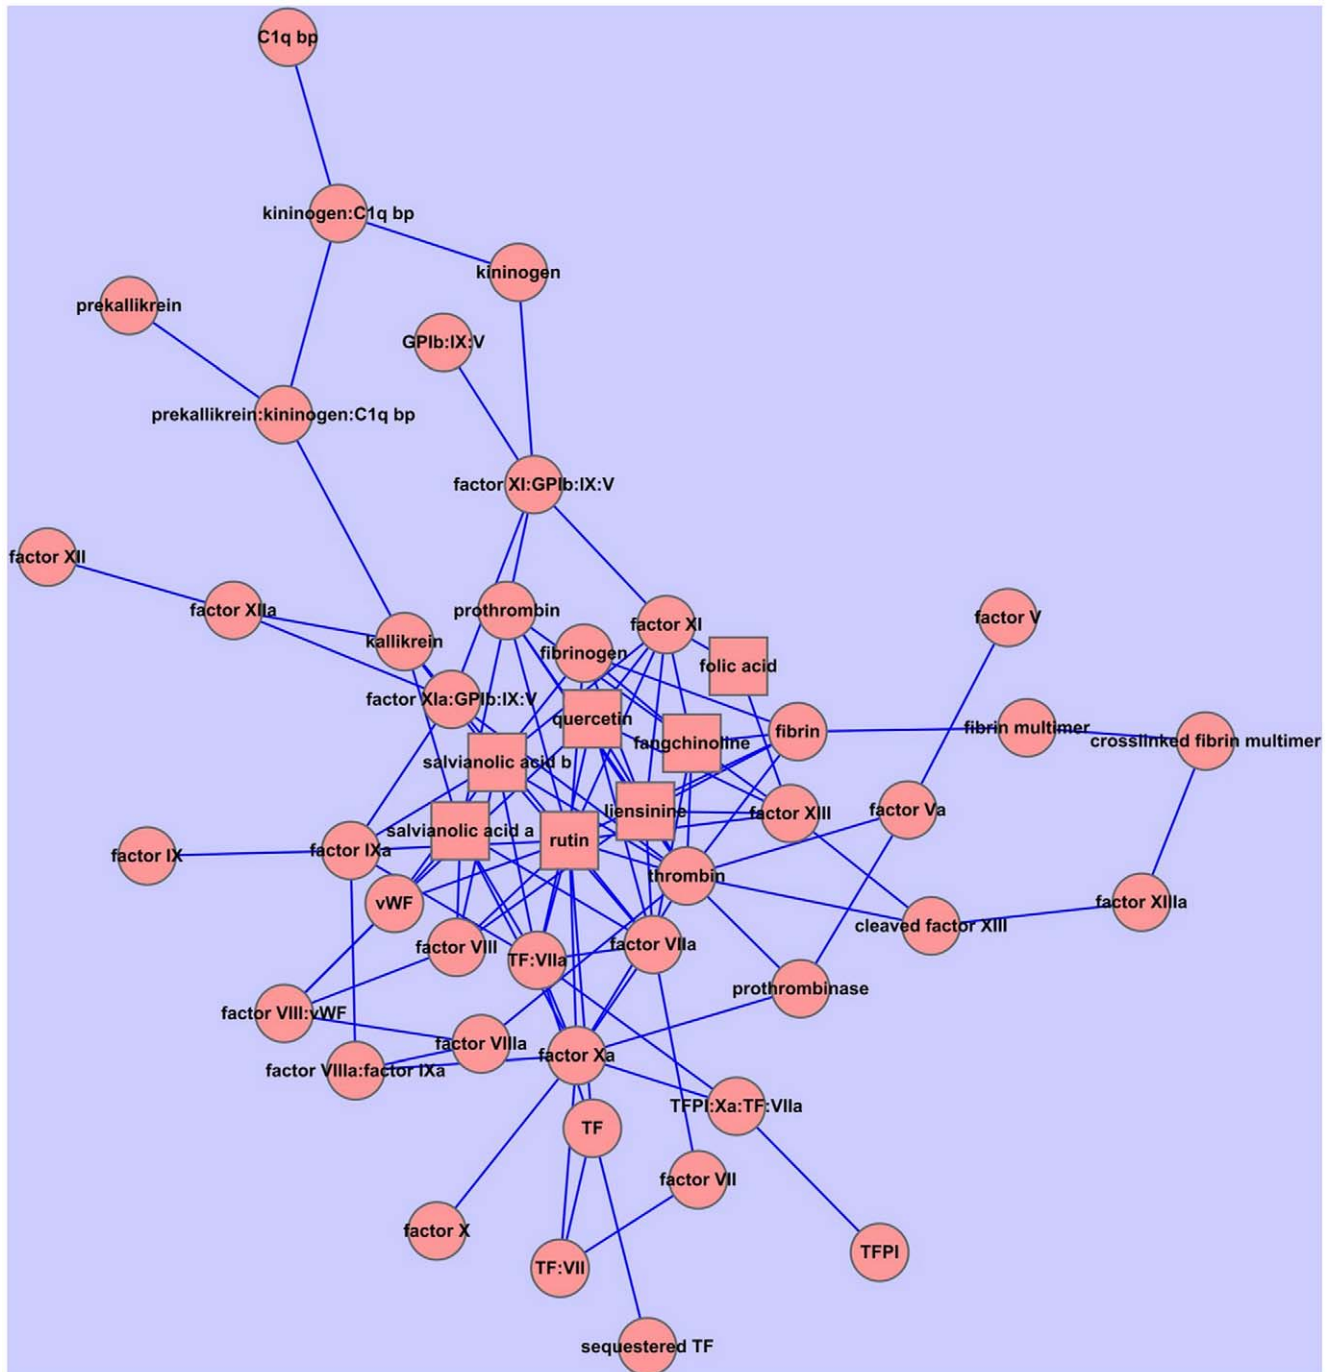 C1q bp
kininogen:C1q bp
kininogen
prekallikrein
GPIb:IX:V
prekallikrein:kininogen:C1q bp
factor XI:GPIb:IX:V
factor XII
factor XIIa
prothrombin
factor XI
factor V
kallikrein
fibrinogen
folic acid
factor XIa:GPIb:IX:V
quercetin
fangchinoline
fibrin
fibrin multimer
crosslinked fibrin multimer
salvianolic acid b
liensinine
factor XIII
factor Va
salvianolic acid a
rutin
factor IX
factor IXa
thrombin
vWF
factor XIIIa
cleaved factor XIII
factor VIII
TF:VIIa
factor VIIa
prothrombinase
factor VIII:vWF
factor VIIIa
factor Xa
factor VIIIa:factor IXa
TFPI:Xa:TF:VIIa
TF
factor VII
factor X
TFPI
TF:VII
sequestered TF